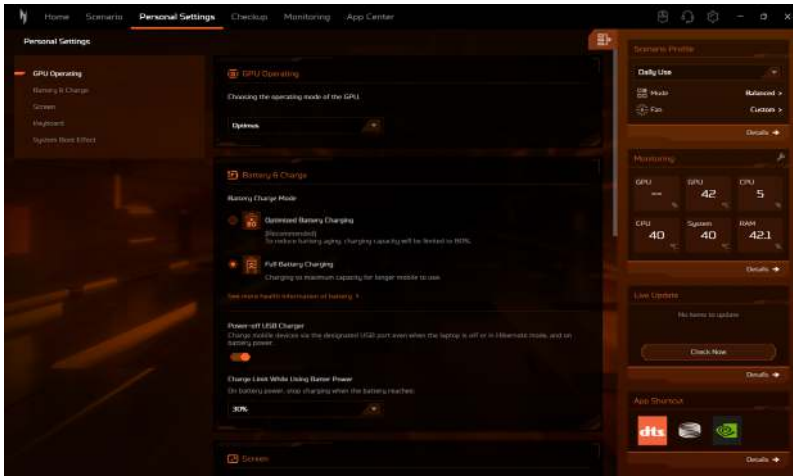 Home Scenario Personal Settings Checkup Monitoring App Center
Personal Settings
GPU Operating
Battery & Charge
Screen
Keyboard
System Boot Effect
GPU Operating
Choosing the operating mode of the GPU.
Optimus
Battery & Charge
Battery Charge Mode
80
Optimized Battery Charging
(Recommended)
To reduce battery aging, charging capacity will be limited to 80%.
Full Battery Charging
Charging to maximum capacity for longer mobile to use.
See more health information of battery >
Power-off USB Charger
Charge mobile devices via the designated USB port even when the laptop is off or in Hibernate mode, and on
battery power.
Charge Limit While Using Batter Power
On battery power, stop charging when the battery reaches:
30%
Screen
Scenario Profile
Daily Use
Mode Balanced >
Fan Custom >
Details
Monitoring
GPU GPU CPU
-- % 42 % 5 %
CPU System RAM
40 °C 40 °C 42.1 %
Details
Live Update
No items to update
Check Now
Details
App Shortcut
dts
Details